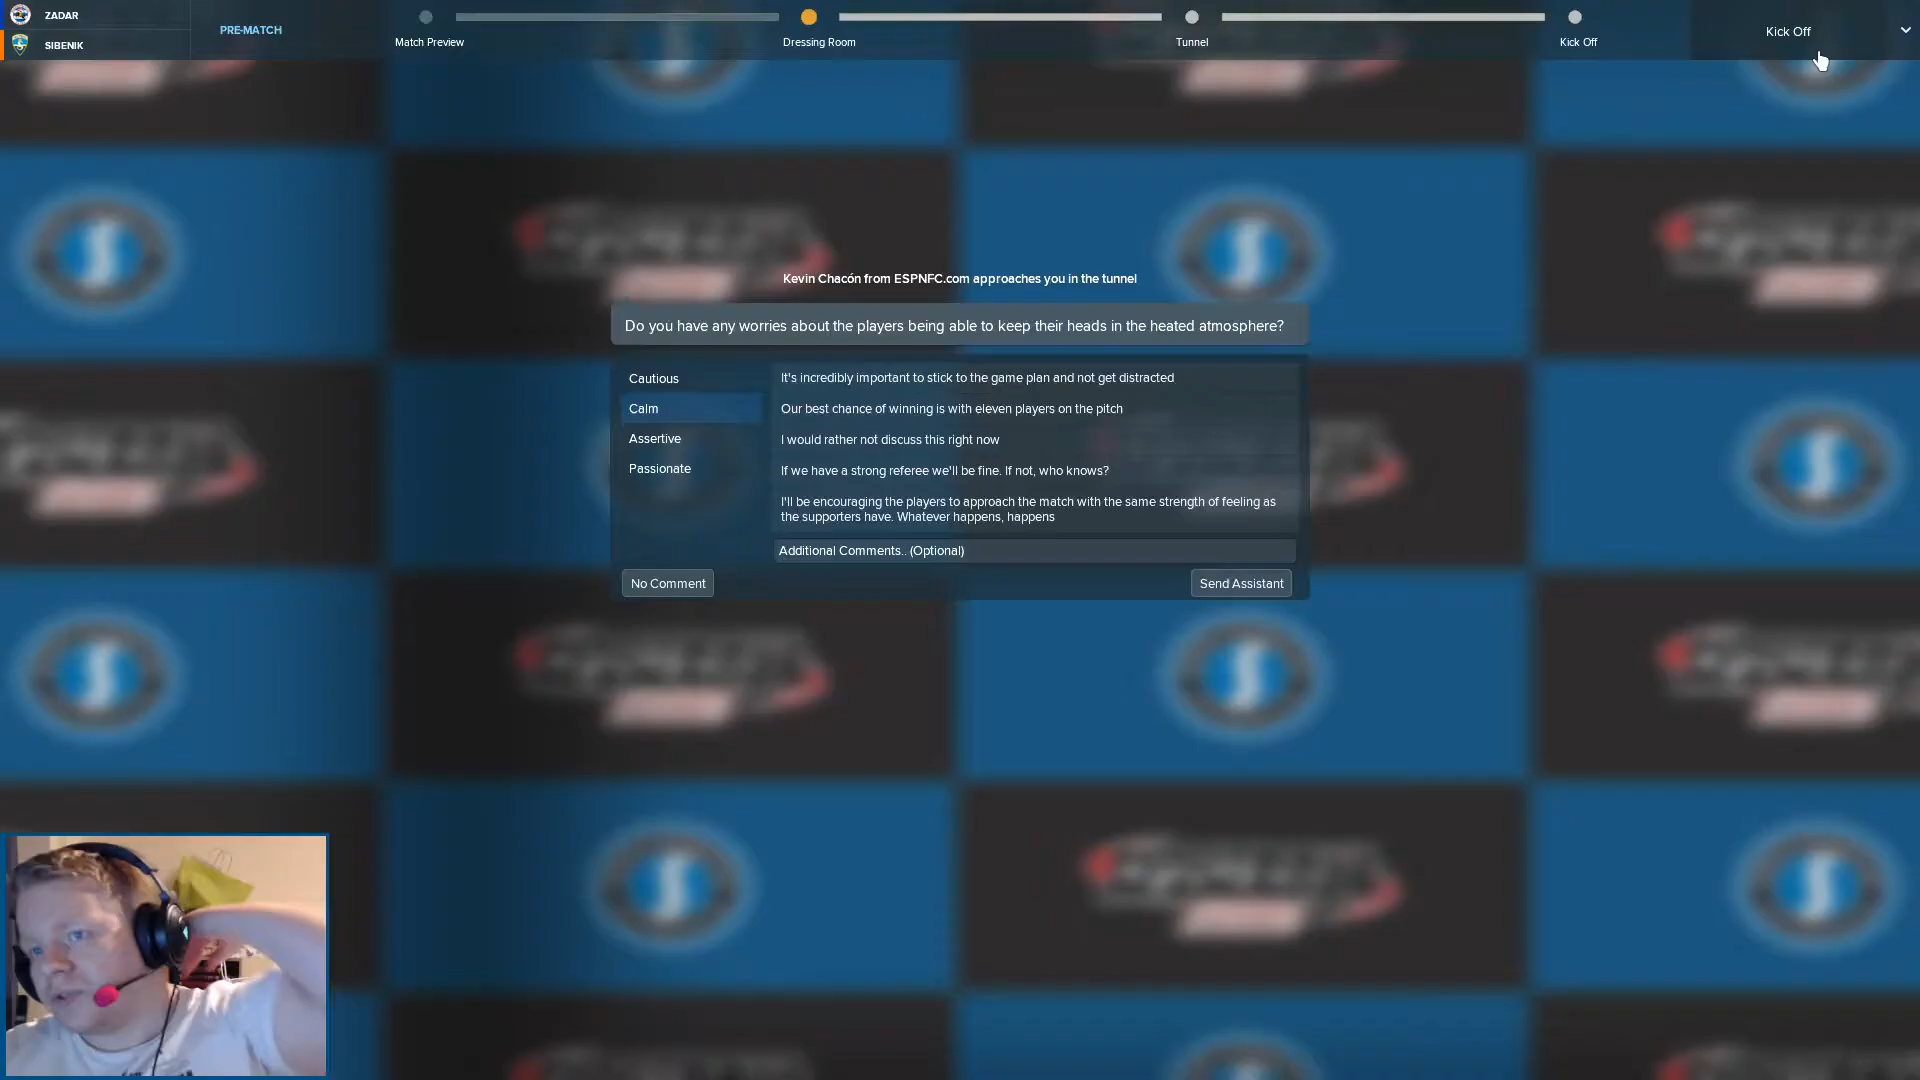 ZADAR
SIBENIK
PRE-MATCH
Match Preview
Dressing Room
Tunnel
Kick Off
Kick Off
Kevin Chacón from ESPNFC.com approaches you in the tunnel
Do you have any worries about the players being able to keep their heads in the heated atmosphere?
Cautious
Calm
Assertive
Passionate
It's incredibly important to stick to the game plan and not get distracted
Our best chance of winning is with eleven players on the pitch
I would rather not discuss this right now
If we have a strong referee we'll be fine. If not, who knows?
I'll be encouraging the players to approach the match with the same strength of feeling as
the supporters have. Whatever happens, happens
Additional Comments.. (Optional)
No Comment
Send Assistant